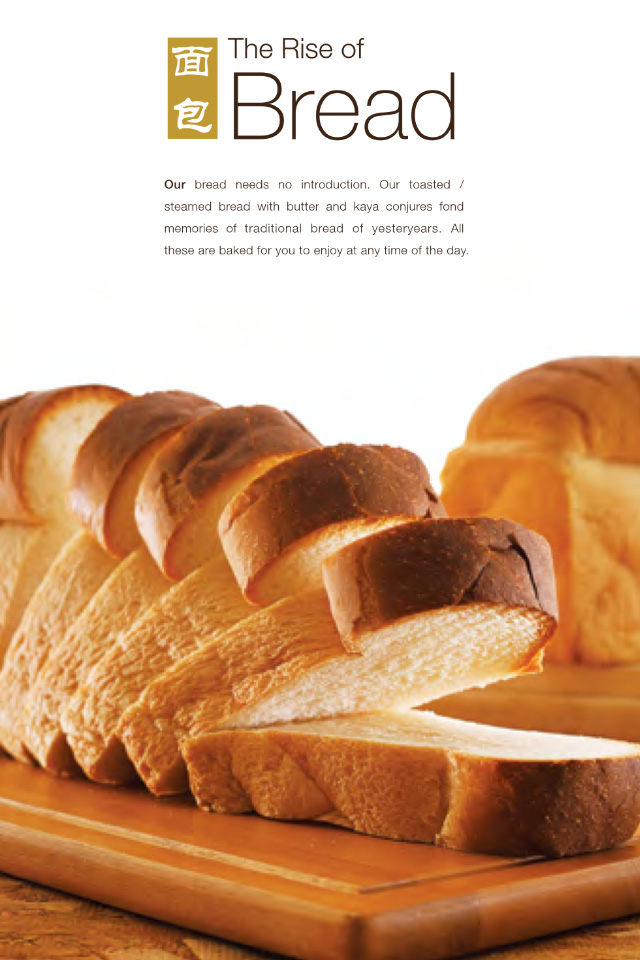 面包
The Rise of
Bread
Our bread needs no introduction. Our toasted /
steamed bread with butter and kaya conjures fond
memories of traditional bread of yesteryears. All
these are baked for you to enjoy at any time of the day.